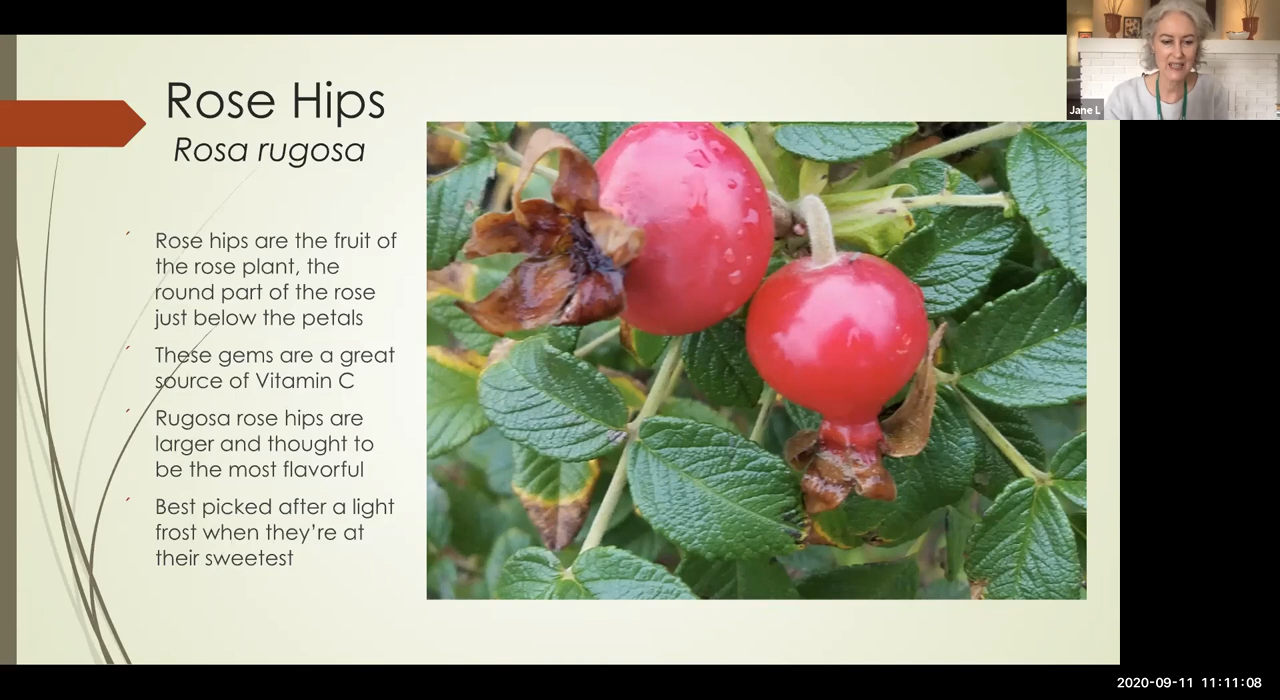 Rose Hips
Rosa rugosa
Rose hips are the fruit of
the rose plant, the
round part of the rose
just below the petals
These gems are a great
source of Vitamin C
Rugosa rose hips are
larger and thought to
be the most flavorful
Best picked after a light
frost when they’re at
their sweetest
Jane L
2020-09-11 11:11:08